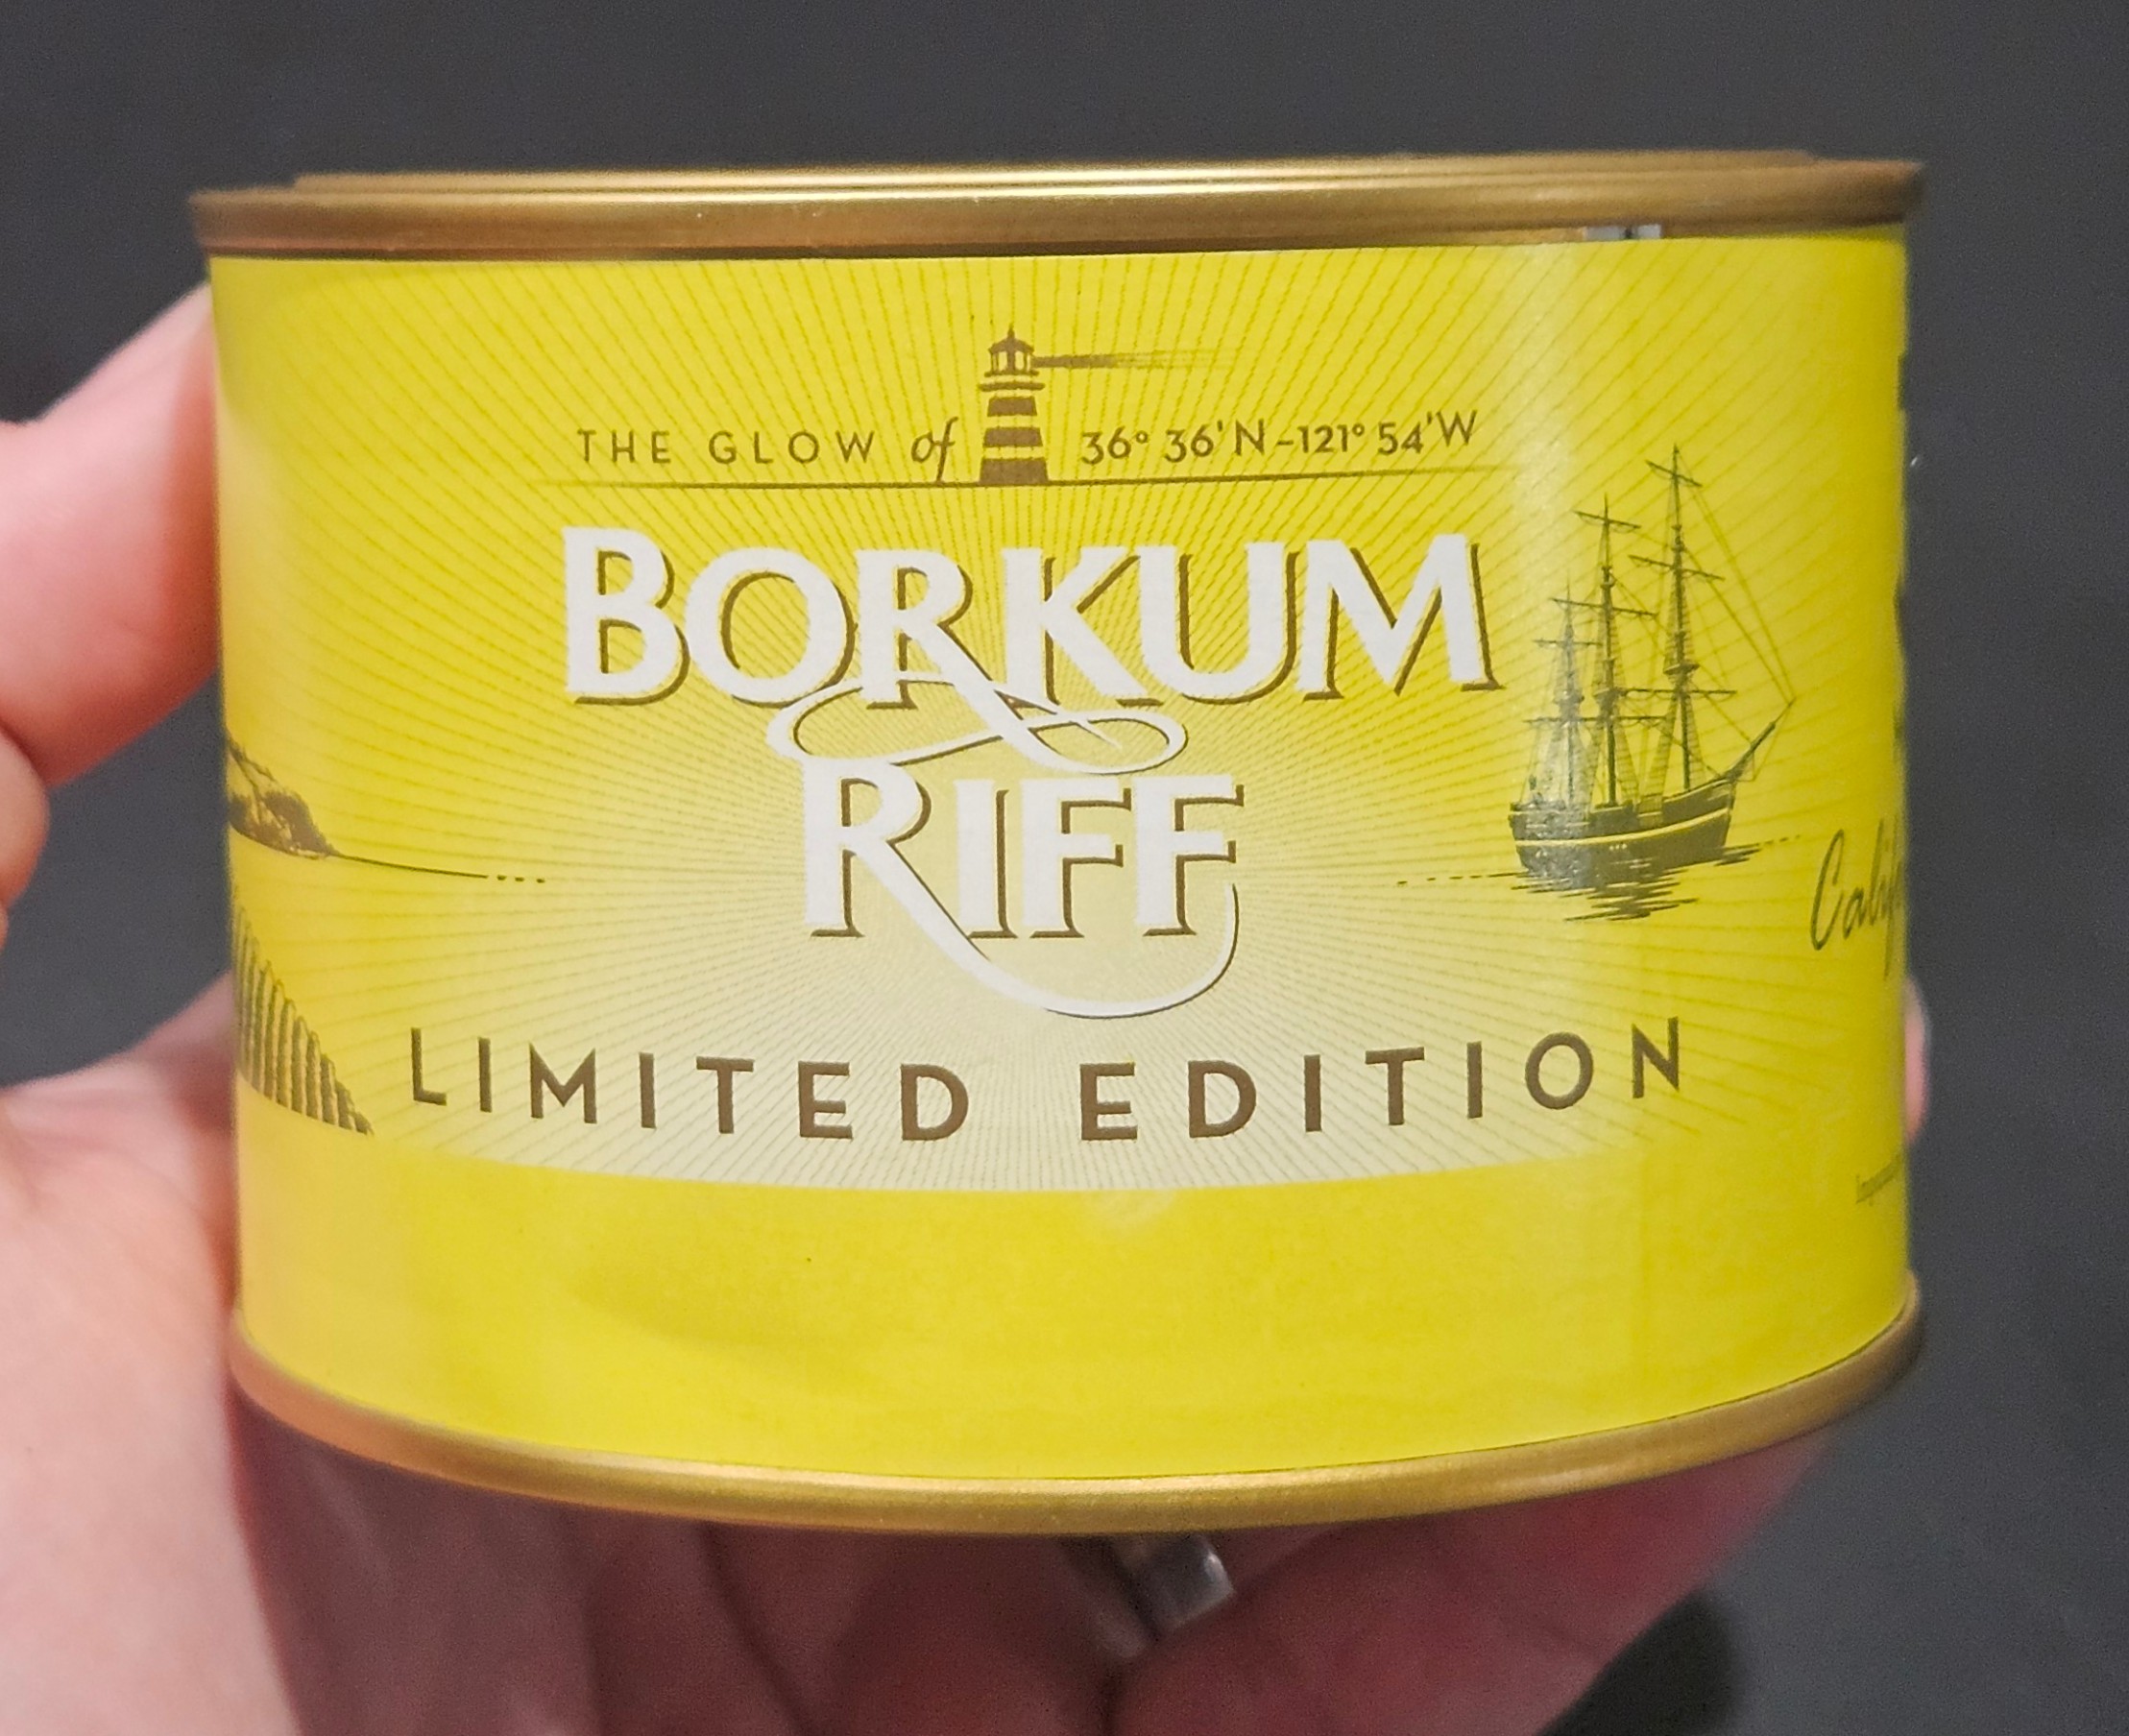 THE GLOW of 36° 36'N-121° 54'W
BORKUM
RIFF
LIMITED EDITION